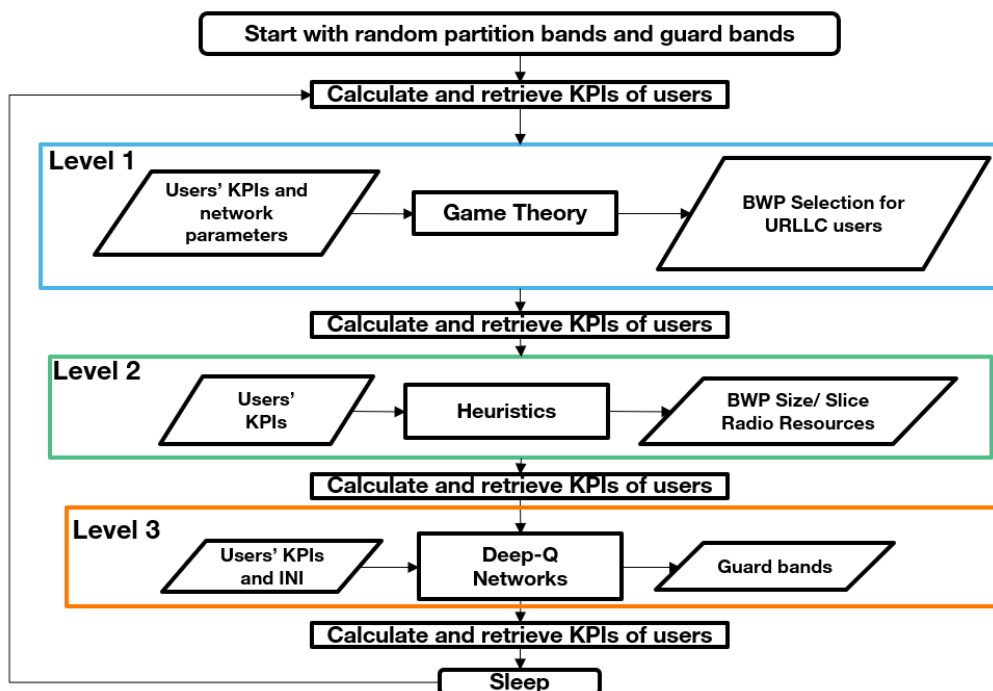 Start with random partition bands and guard bands
Calculate and retrieve KPIs of users
Level 1
Users' KPIs and
network
parameters
Game Theory
BWP Selection for
URLLC users
Calculate and retrieve KPIs of users
Level 2
Users'
KPIs
Heuristics
BWP Size/ Slice
Radio Resources
Calculate and retrieve KPIs of users
Level 3
Users' KPIs
and INI
Deep-Q
Networks
Guard bands
Calculate and retrieve KPIs of users
Sleep